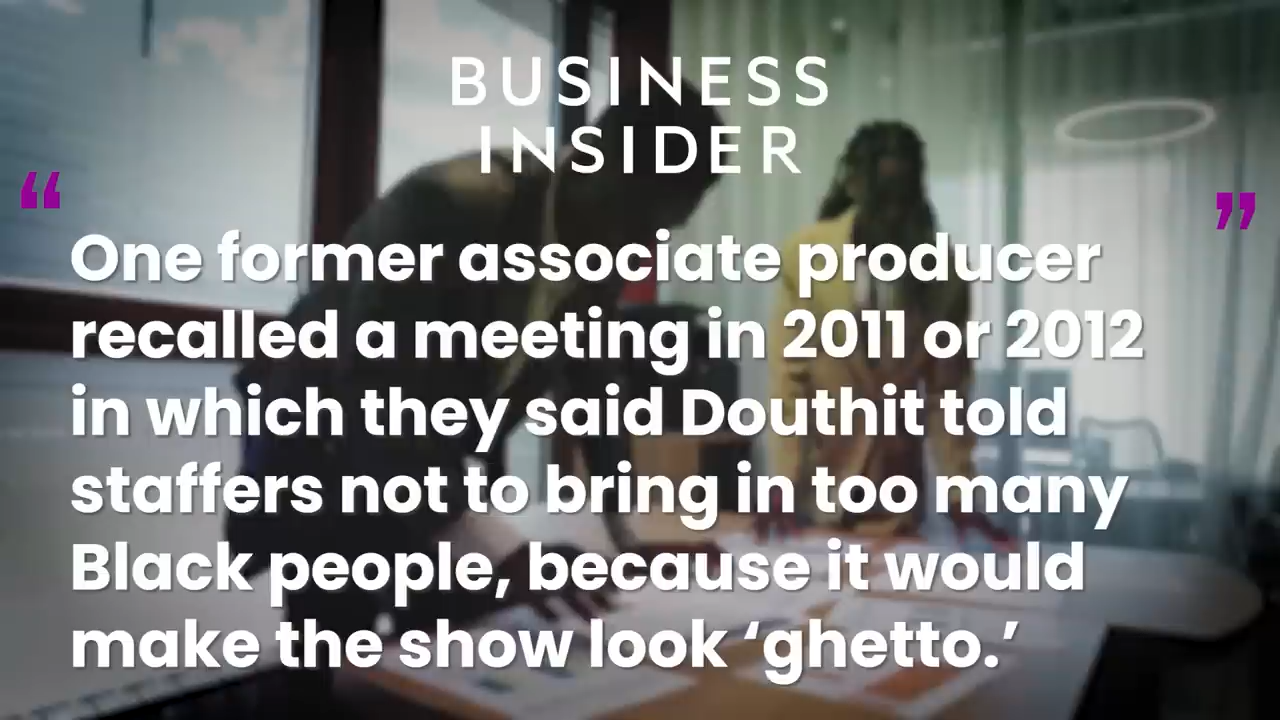 BUSINESS
INSIDER
“ ”
One former associate producer
recalled a meeting in 2011 or 2012
in which they said Douthit told
staffers not to bring in too many
Black people, because it would
make the show look ‘ghetto.’